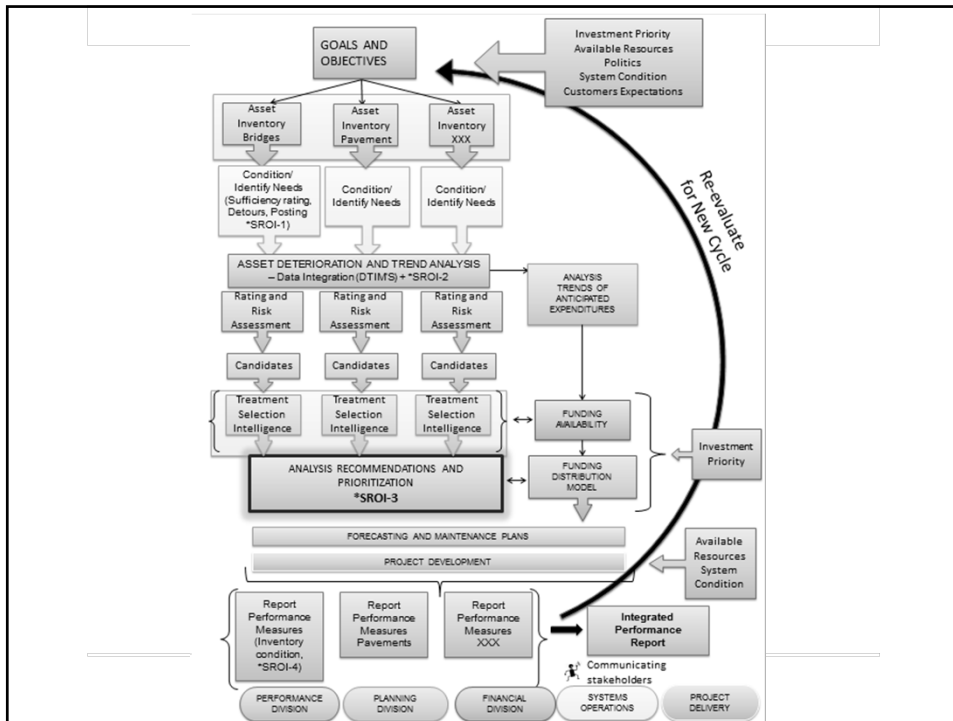 GOALS AND
OBJECTIVES
Investment Priority
Available Resources
Politics
System Condition
Customers Expectations
Asset
Inventory
Bridges
Asset
Inventory
Pavement
Asset
Inventory
XXX
Condition/
Identify Needs
(Sufficiency rating,
Detours, Posting
*SROI-1)
Condition/
Identify Needs
Condition/
Identify Needs
Re-evaluate
for New Cycle
ASSET DETERIORATION AND TREND ANALYSIS
– Data Integration (DTIM'S) + *SROI-2
ANALYSIS
TRENDS OF
ANTICIPATED
EXPENDITURES
Rating and
Risk
Assessment
Rating and
Risk
Assessment
Rating and
Risk
Assessment
Candidates
Candidates
Candidates
Treatment
Selection
Intelligence
Treatment
Selection
Intelligence
Treatment
Selection
Intelligence
FUNDING
AVAILABILITY
Investment
Priority
ANALYSIS RECOMMENDATIONS AND
PRIORITIZATION
*SROI-3
FUNDING
DISTRIBUTION
MODEL
FORECASTING AND MAINTENANCE PLANS
Available
Resources
System
Condition
PROJECT DEVELOPMENT
Report
Performance
Measures
(Inventory
condition,
*SROI-4)
Report
Performance
Measures
Pavements
Report
Performance
Measures
XXX
Integrated
Performance
Report
Communicating
stakeholders
PERFORMANCE
DIVISION
PLANNING
DIVISION
FINANCIAL
DIVISION
SYSTEMS
OPERATIONS
PROJECT
DELIVERY